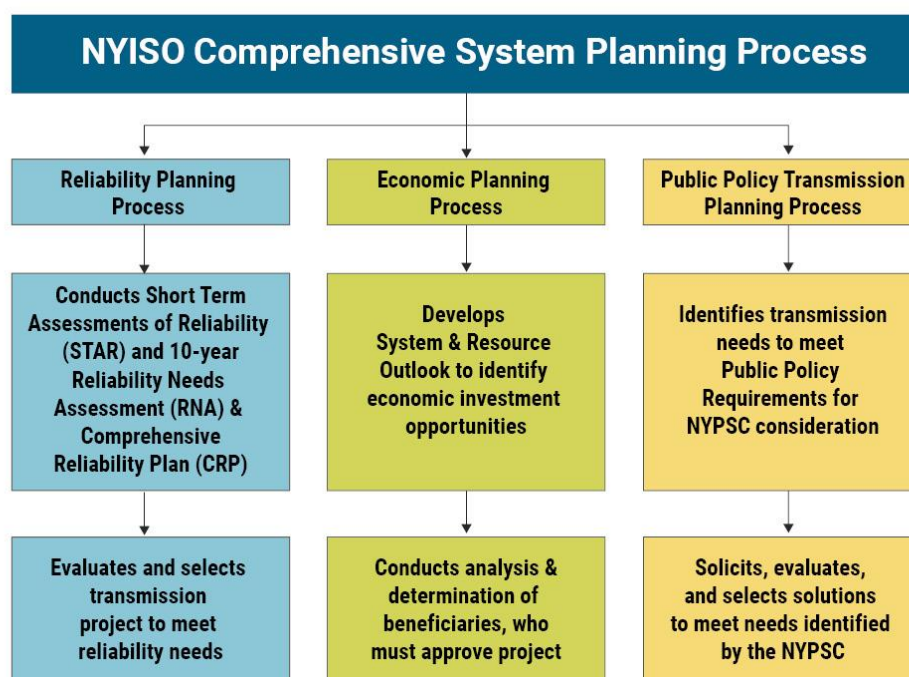 NYISO Comprehensive System Planning Process
Reliability Planning
Process
Economic Planning
Process
Public Policy Transmission
Planning Process
Conducts Short Term
Assessments of Reliability
(STAR) and 10-year
Reliability Needs
Assessment (RNA) &
Comprehensive
Reliability Plan (CRP)
Develops
System & Resource
Outlook to identify
economic investment
opportunities
Identifies transmission
needs to meet
Public Policy
Requirements for
NYPSC consideration
Evaluates and selects
transmission
project to meet
reliability needs
Conducts analysis &
determination of
beneficiaries, who
must approve project
Solicits, evaluates,
and selects solutions
to meet needs identified
by the NYPSC